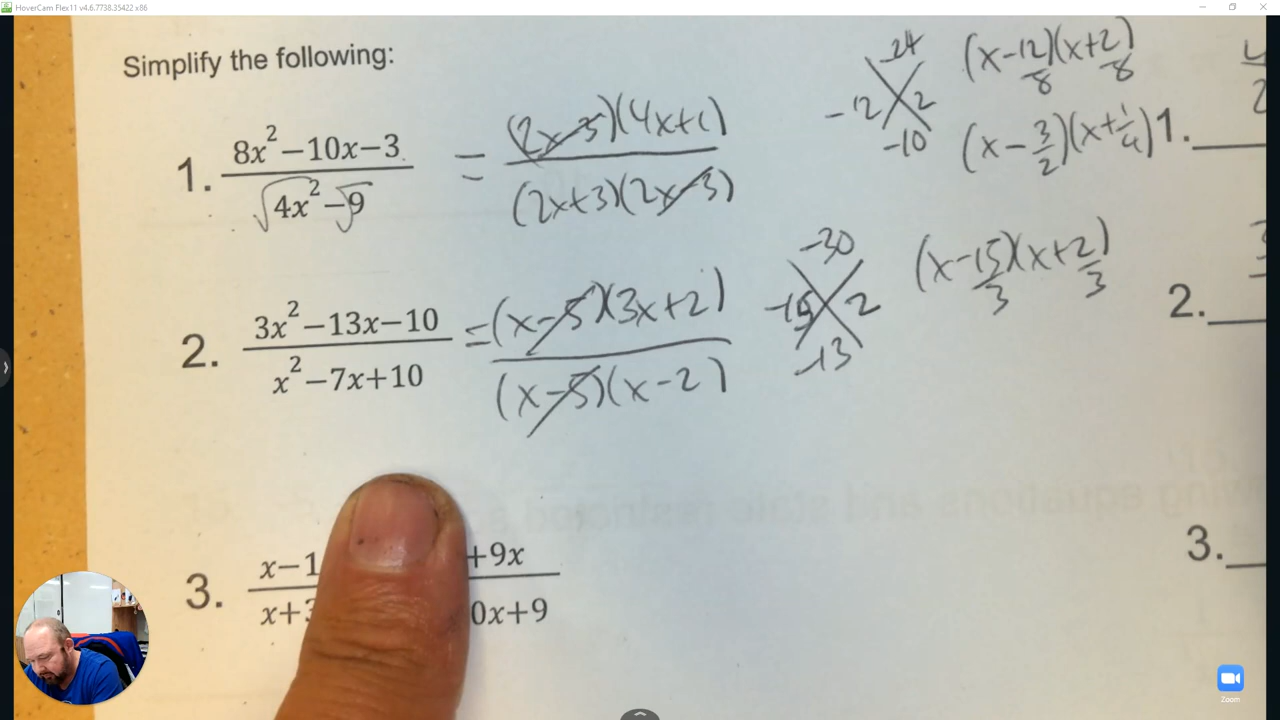 HoverCam Flex11 v4.6.7738.35422 x86
Simplify the following:
1. 8x² −10x−3 / √4x² −√9 = (2x−3)(4x+1) / (2x+3)(2x−3)
-24
-12 2
-10
(x−12/8)(x+2/8)
(x−3/2)(x+1/4)
1.
2. 3x² −13x−10 / x² −7x+10 = (x−5)(3x+2) / (x−5)(x−2)
-30
-15 2
-13
(x−15/3)(x+2/3)
2.
3. x−1 / x+3 +9x / 0x+9
3.
Zoom